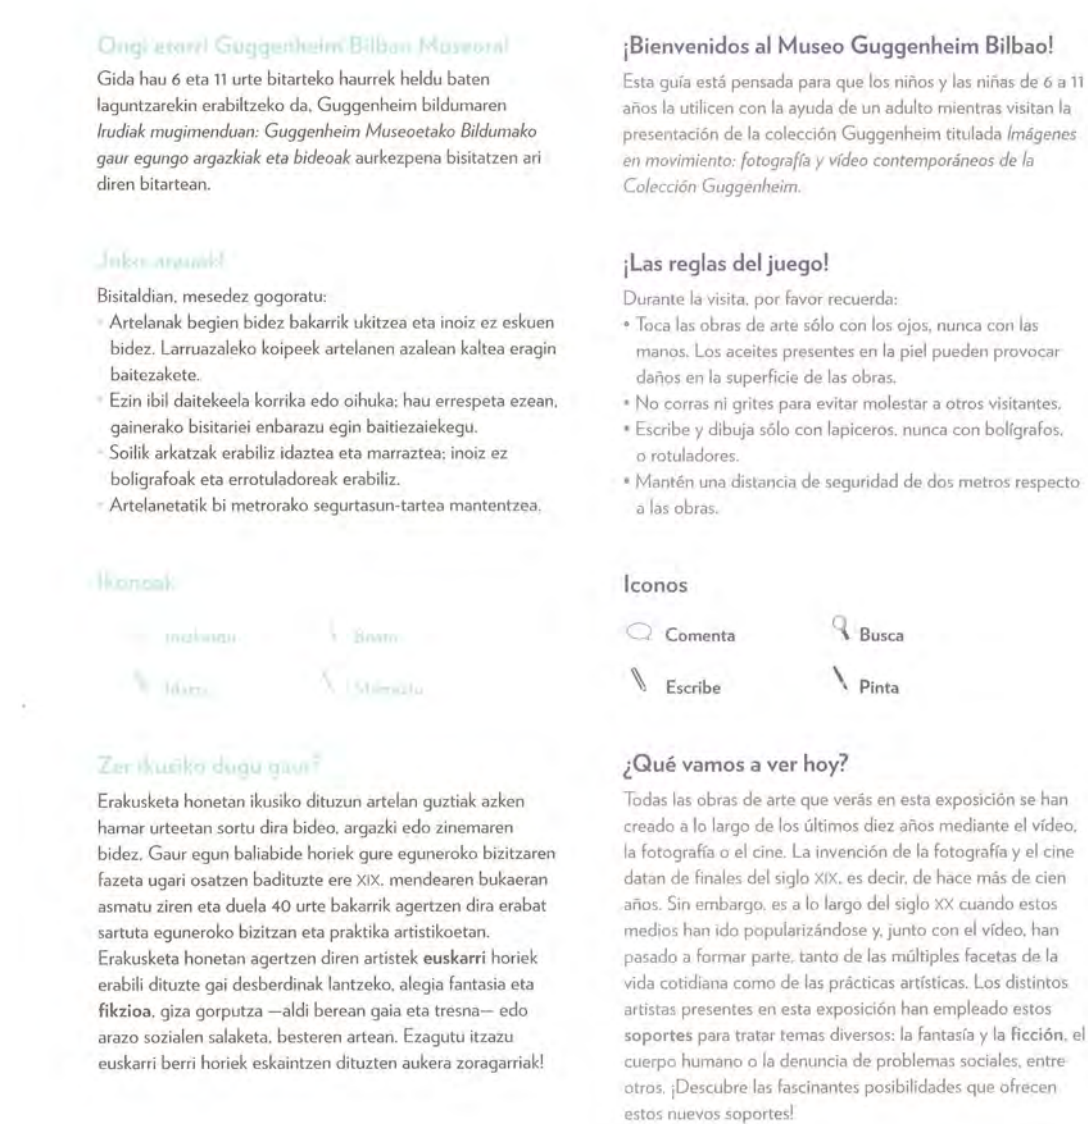 Ongi etorri Guggenheim Bilbao Museora!
Gida hau 6 eta 11 urte bitarteko haurrek heldu baten
laguntzarekin erabiltzeko da, Guggenheim bildumaren
Irudiak mugimenduan: Guggenheim Museoetako Bildumako
gaur egungo argazkiak eta bideoak aurkezpena bisitatzen ari
diren bitartean.
Joko arauak!
Bisitaldian, mesedez gogoratu:
• Artelanak begien bidez bakarrik ukitzea eta inoiz ez eskuen
bidez. Larruazaleko koipeek artelanen azalean kaltea eragin
baitezakete.
• Ezin ibil daitekeela korrika edo oihuka; hau errespeta ezean,
gainerako bisitariei enbarazu egin baitiezaiekegu.
• Soilik arkatzak erabiliz idaztea eta marraztea; inoiz ez
boligrafoak eta errotuladoreak erabiliz.
• Artelanetatik bi metrorako segurtasun-tartea mantentzea.
Ikonoak
Idatzi
Marraztu
Zer ikusiko dugu gaur?
Erakusketa honetan ikusiko dituzun artelan guztiak azken
hamar urteetan sortu dira bideo, argazki edo zinemaren
bidez. Gaur egun baliabide horiek gure eguneroko bizitzaren
fazeta ugari osatzen badituzte ere XIX. mendearen bukaeran
asmatu ziren eta duela 40 urte bakarrik agertzen dira erabat
sartuta eguneroko bizitzan eta praktika artistikoetan.
Erakusketa honetan agertzen diren artistek euskarri horiek
erabili dituzte gai desberdinak lantzeko, alegia fantasia eta
fikzioa, giza gorputza —aldi berean gaia eta tresna— edo
arazo sozialen salaketa, besteren artean. Ezagutu itzazu
euskarri berri horiek eskaintzen dituzten aukera zoragarriak!
¡Bienvenidos al Museo Guggenheim Bilbao!
Esta guía está pensada para que los niños y las niñas de 6 a 11
años la utilicen con la ayuda de un adulto mientras visitan la
presentación de la colección Guggenheim titulada Imágenes
en movimiento: fotografía y vídeo contemporáneos de la
Colección Guggenheim.
¡Las reglas del juego!
Durante la visita, por favor recuerda:
• Toca las obras de arte sólo con los ojos, nunca con las
manos. Los aceites presentes en la piel pueden provocar
daños en la superficie de las obras.
• No corras ni grites para evitar molestar a otros visitantes.
• Escribe y dibuja sólo con lapiceros, nunca con bolígrafos,
o rotuladores.
• Mantén una distancia de seguridad de dos metros respecto
a las obras.
Iconos
Comenta Busca
Escribe Pinta
¿Qué vamos a ver hoy?
Todas las obras de arte que verás en esta exposición se han
creado a lo largo de los últimos diez años mediante el vídeo,
la fotografía o el cine. La invención de la fotografía y el cine
datan de finales del siglo XIX, es decir, de hace más de cien
años. Sin embargo, es a lo largo del siglo XX cuando estos
medios han ido popularizándose y, junto con el vídeo, han
pasado a formar parte, tanto de las múltiples facetas de la
vida cotidiana como de las prácticas artísticas. Los distintos
artistas presentes en esta exposición han empleado estos
soportes para tratar temas diversos: la fantasía y la ficción, el
cuerpo humano o la denuncia de problemas sociales, entre
otros. ¡Descubre las fascinantes posibilidades que ofrecen
estos nuevos soportes!